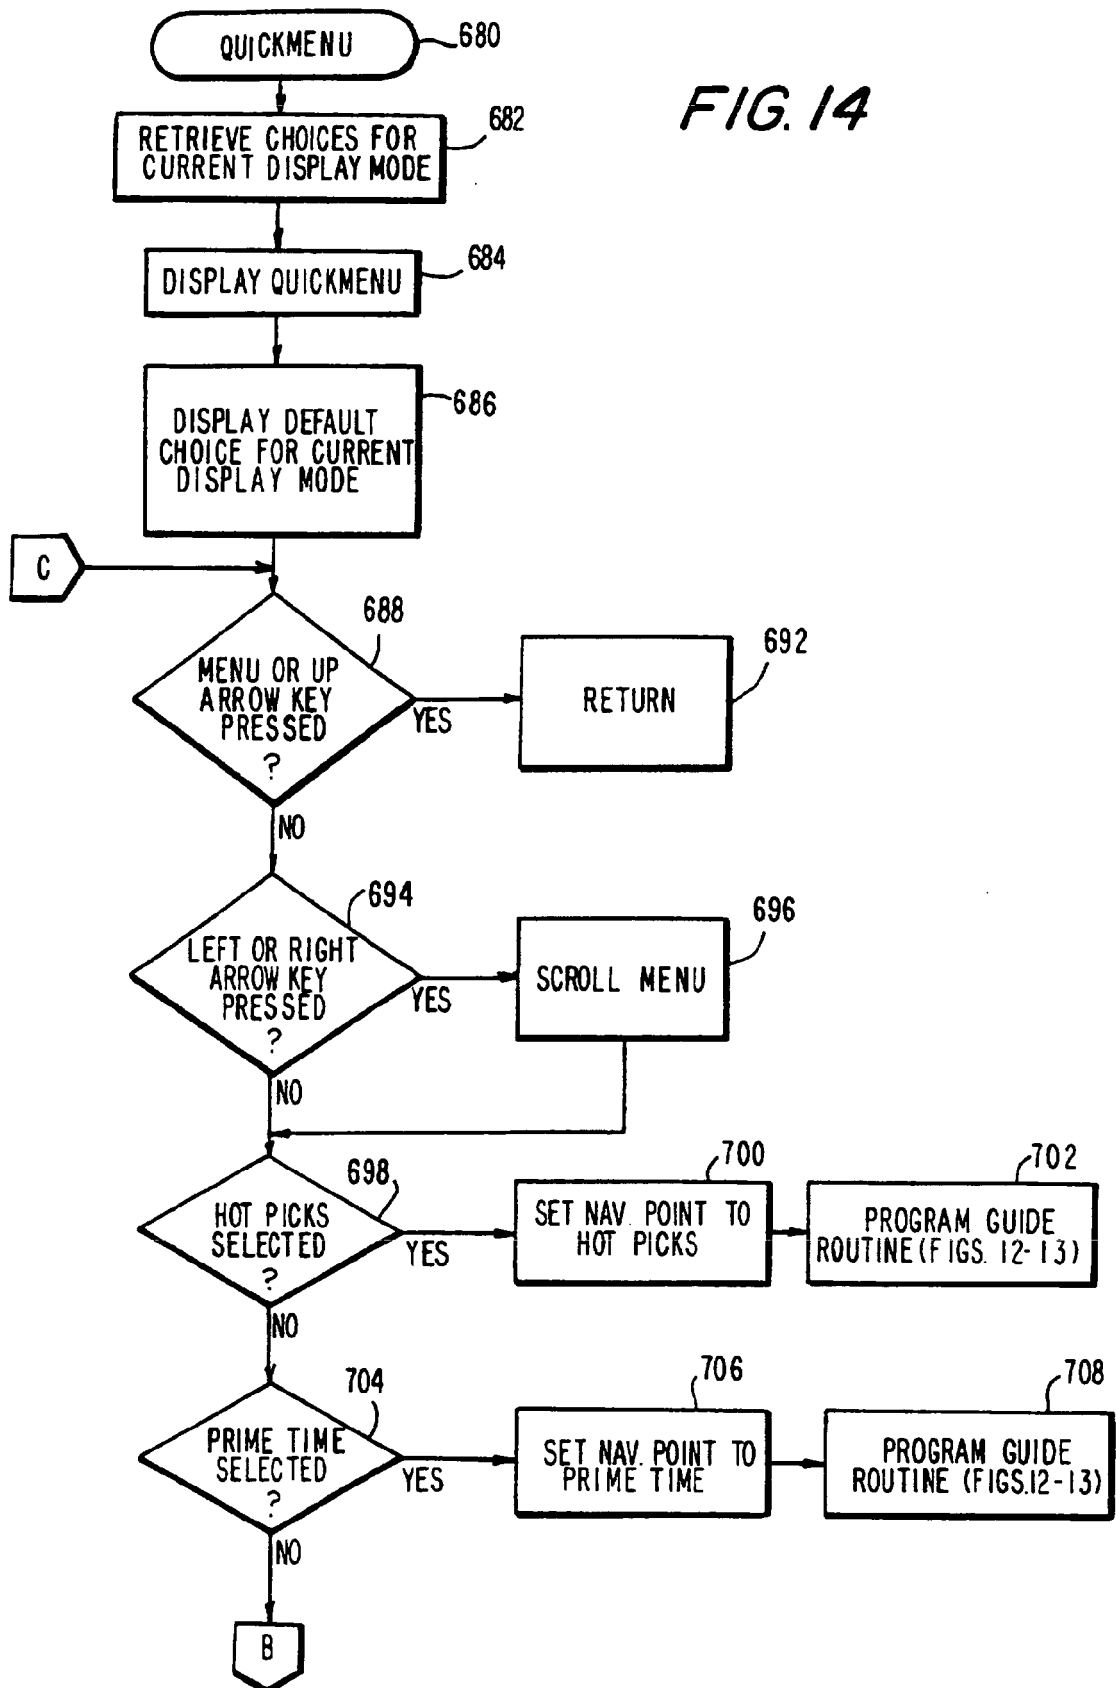 QUICKMENU
680
FIG. 14
RETRIEVE CHOICES FOR
CURRENT DISPLAY MODE
682
DISPLAY QUICKMENU
684
DISPLAY DEFAULT
CHOICE FOR CURRENT
DISPLAY MODE
686
C
MENU OR UP
ARROW KEY
PRESSED
?
688
YES
RETURN
692
NO
LEFT OR RIGHT
ARROW KEY
PRESSED
?
694
YES
SCROLL MENU
696
NO
HOT PICKS
SELECTED
?
698
YES
SET NAV. POINT TO
HOT PICKS
700
PROGRAM GUIDE
ROUTINE (FIGS. 12-13)
702
NO
PRIME TIME
SELECTED
?
704
YES
SET NAV. POINT TO
PRIME TIME
706
PROGRAM GUIDE
ROUTINE (FIGS.12-13)
708
NO
B